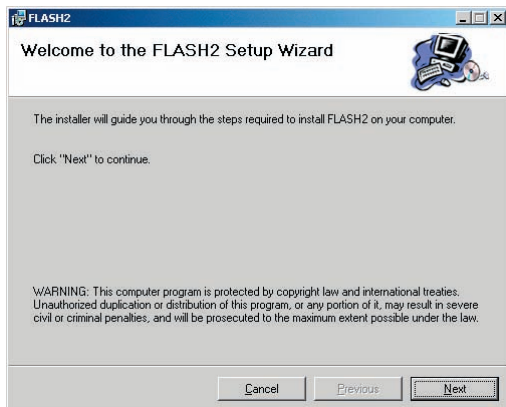 FLASH2
Welcome to the FLASH2 Setup Wizard
The installer will guide you through the steps required to install FLASH2 on your computer.
Click "Next" to continue.
WARNING: This computer program is protected by copyright law and international treaties.
Unauthorized duplication or distribution of this program, or any portion of it, may result in severe
civil or criminal penalties, and will be prosecuted to the maximum extent possible under the law.
Cancel
Previous
Next